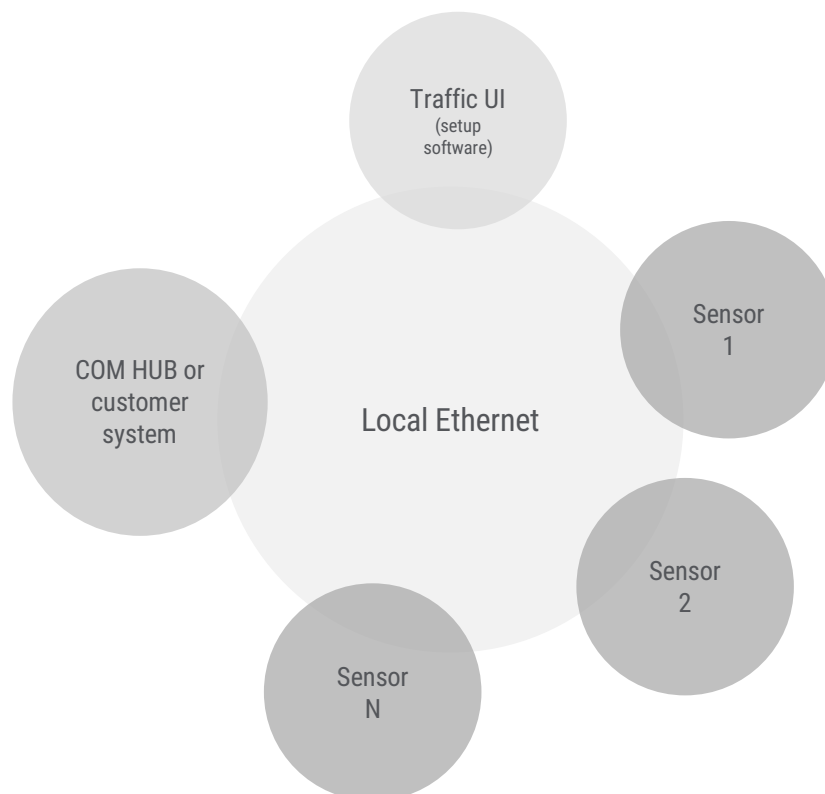 Traffic UI
(setup
software)
Sensor
1
COM HUB or
customer
system
Local Ethernet
Sensor
2
Sensor
N